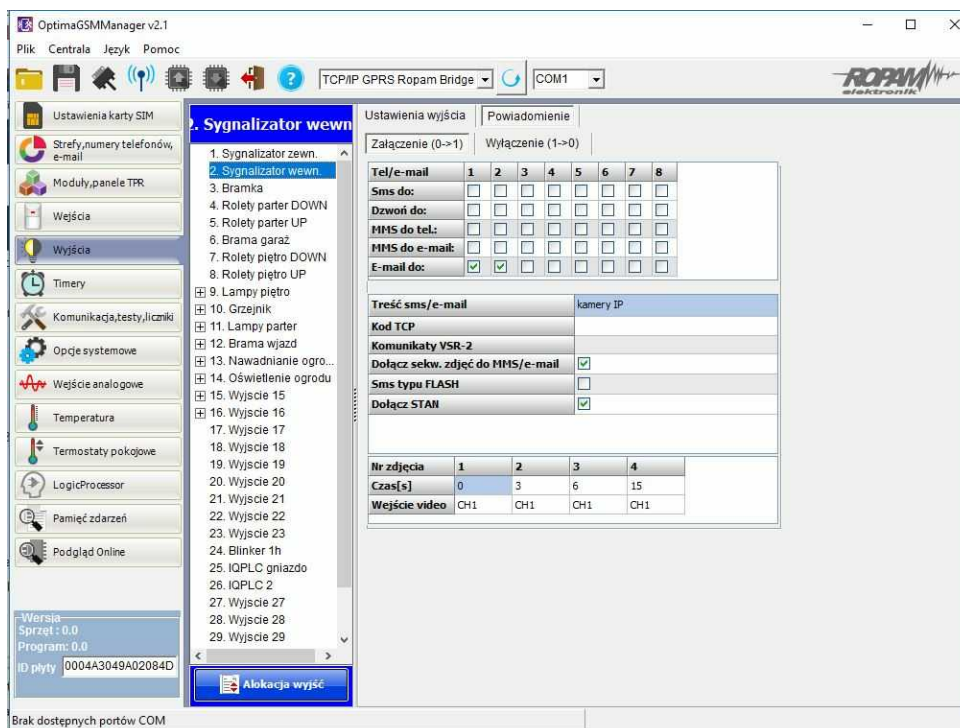 OptimaGSMManager v2.1
Plik Centrala Język Pomoc
TCP/IP GPRS Ropam Bridge
COM1
ROPAM
elektronik
Ustawienia karty SIM
Strefy,numery telefonów,
e-mail
Moduły,panele TPR
Wejścia
Wyjścia
Timery
Komunikacja,testy,liczniki
Opcje systemowe
Wejście analogowe
Temperatura
Termostaty pokojowe
LogicProcessor
Pamięć zdarzeń
Podgląd Online
Wersja
Sprzęt : 0.0
Program: 0.0
ID płyty 0004A3049A02084D
2. Sygnalizator wewn
1. Sygnalizator zewn.
2. Sygnalizator wewn.
3. Bramka
4. Rolety parter DOWN
5. Rolety parter UP
6. Brama garaż
7. Rolety piętro DOWN
8. Rolety piętro UP
9. Lampy piętro
10. Grzejnik
11. Lampy parter
12. Brama wjazd
13. Nawadnianie ogro...
14. Oświetlenie ogrodu
15. Wyjscie 15
16. Wyjscie 16
17. Wyjscie 17
18. Wyjscie 18
19. Wyjscie 19
20. Wyjscie 20
21. Wyjscie 21
22. Wyjscie 22
23. Wyjscie 23
24. Blinker 1h
25. IQPLC gniazdo
26. IQPLC 2
27. Wyjscie 27
28. Wyjscie 28
29. Wyjscie 29
Alokacja wyjść
Ustawienia wyjścia Powiadomienie
Załączenie (0->1) Wyłączenie (1->0)
Tel/e-mail 1 2 3 4 5 6 7 8
Sms do:
Dzwoń do:
MMS do tel.:
MMS do e-mail:
E-mail do:
Treść sms/e-mail kamery IP
Kod TCP
Komunikaty VSR-2
Dołącz sekw. zdjęć do MMS/e-mail
Sms typu FLASH
Dołącz STAN
Nr zdjęcia 1 2 3 4
Czas[s] 0 3 6 15
Wejście video CH1 CH1 CH1 CH1
Brak dostępnych portów COM